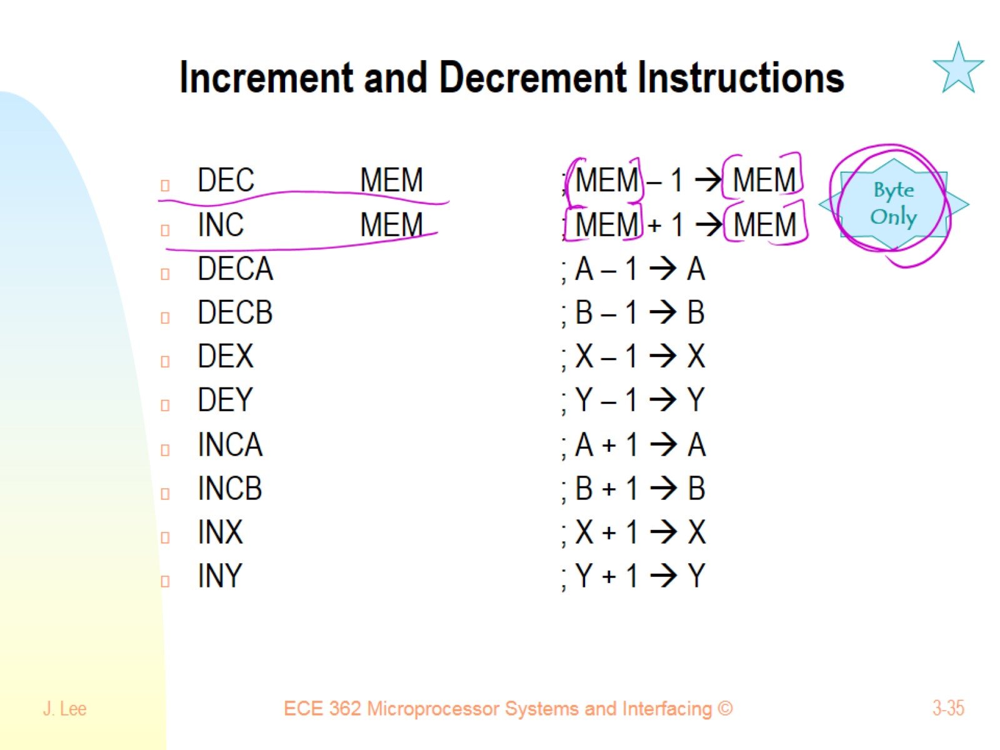 Increment and Decrement Instructions
DEC MEM ; MEM – 1 → MEM
Byte
Only
INC MEM ; MEM + 1 → MEM
DECA ; A – 1 → A
DECB ; B – 1 → B
DEX ; X – 1 → X
DEY ; Y – 1 → Y
INCA ; A + 1 → A
INCB ; B + 1 → B
INX ; X + 1 → X
INY ; Y + 1 → Y
J. Lee ECE 362 Microprocessor Systems and Interfacing © 3-35